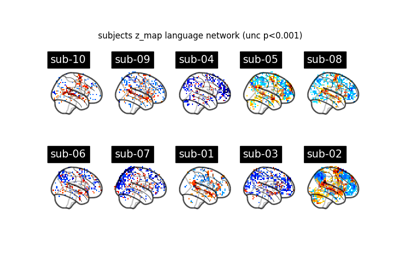 subjects z_map language network (unc p<0.001)
sub-10 sub-09 sub-04 sub-05 sub-08
sub-06 sub-07 sub-01 sub-03 sub-02